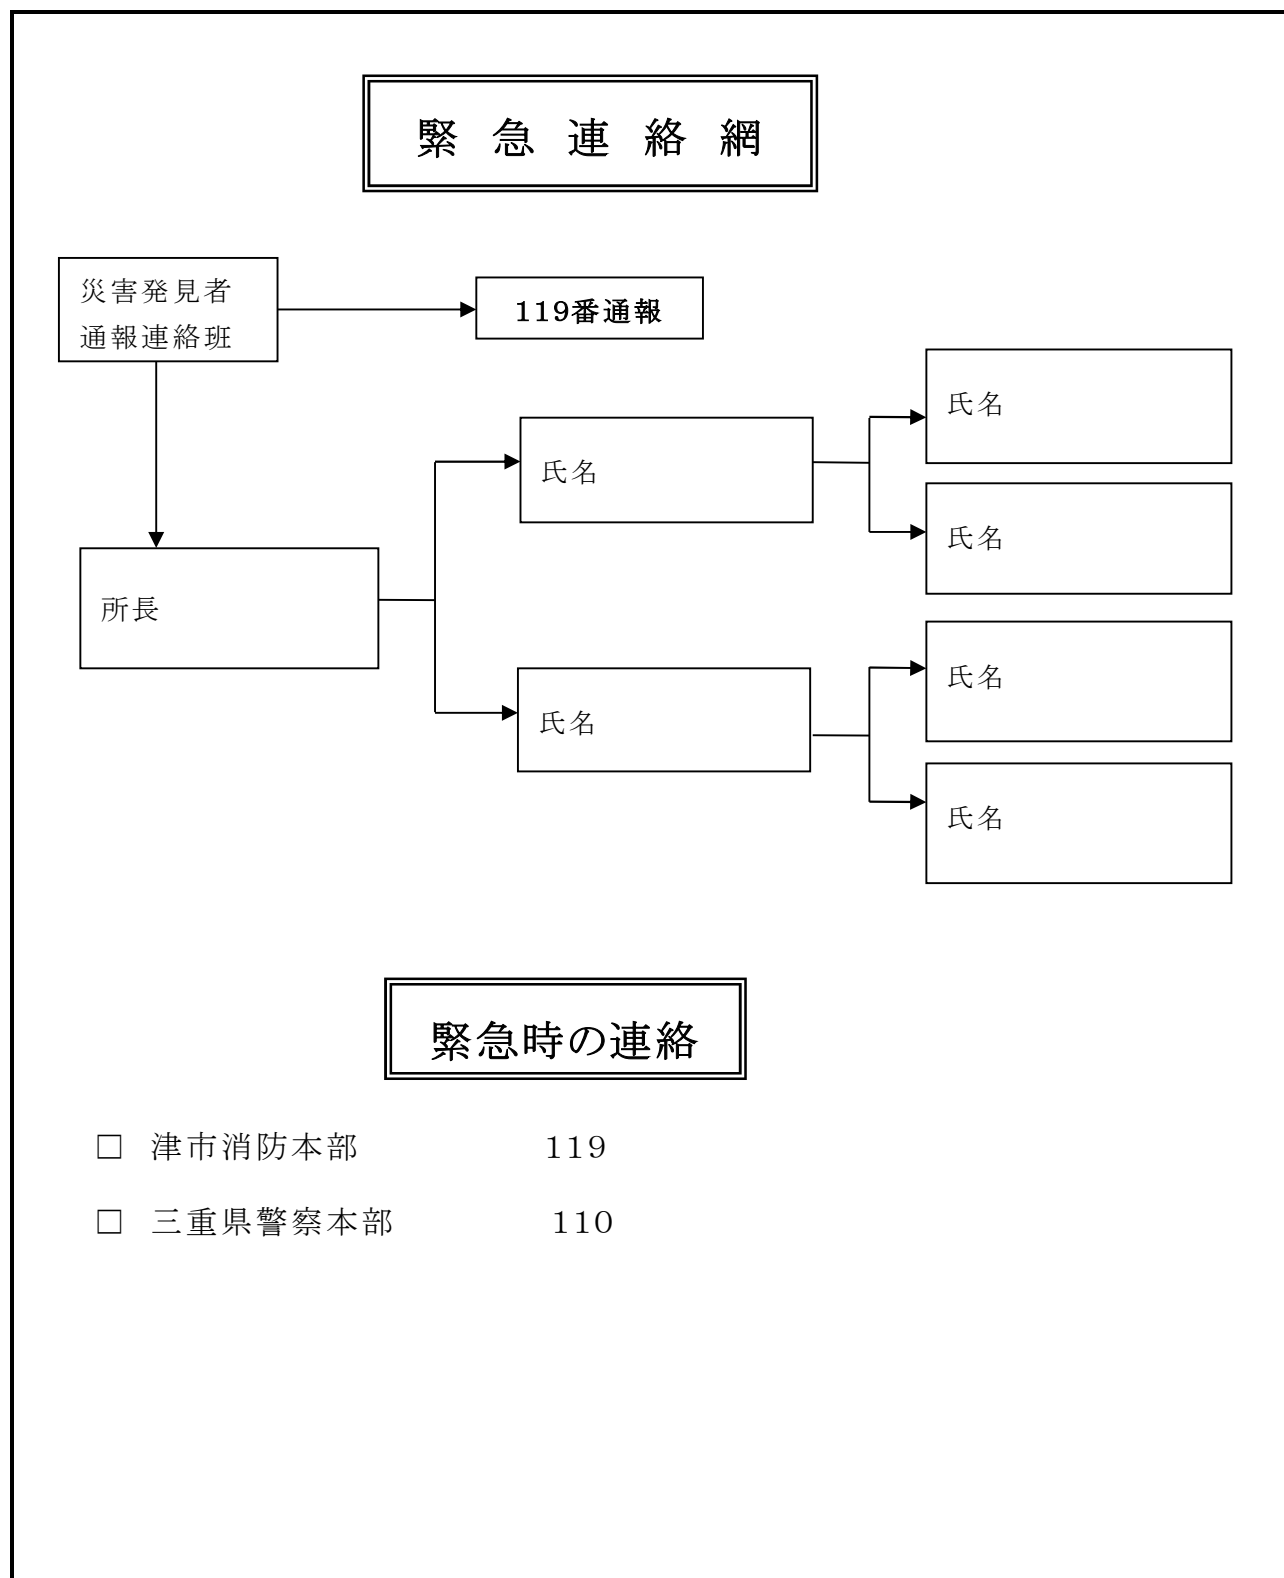 緊急連絡網
災害発見者
通報連絡班
119番通報
氏名
氏名
氏名
所長
氏名
氏名
氏名
緊急時の連絡
□ 津市消防本部 119
□ 三重県警察本部 110